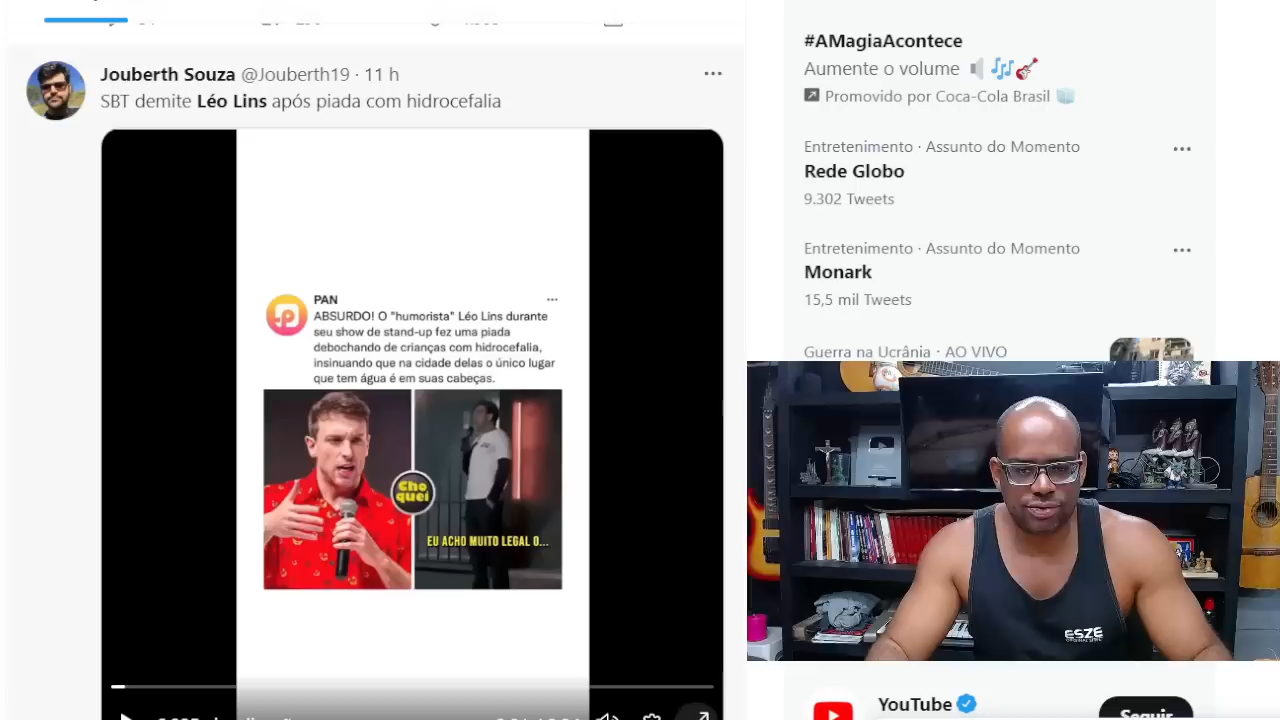 Jouberth Souza @Jouberth19 · 11 h
SBT demite Léo Lins após piada com hidrocefalia
PAN
ABSURDO! O "humorista" Léo Lins durante
seu show de stand-up fez uma piada
debochando de crianças com hidrocefalia,
insinuando que na cidade delas o único lugar
que tem água é em suas cabeças.
Cho
quei
EU ACHO MUITO LEGAL O...
#AMagiaAcontece
Aumente o volume
Promovido por Coca-Cola Brasil
Entretenimento · Assunto do Momento
Rede Globo
9.302 Tweets
Entretenimento · Assunto do Momento
Monark
15,5 mil Tweets
Guerra na Ucrânia · AO VIVO
ESZE
YouTube
Seguir